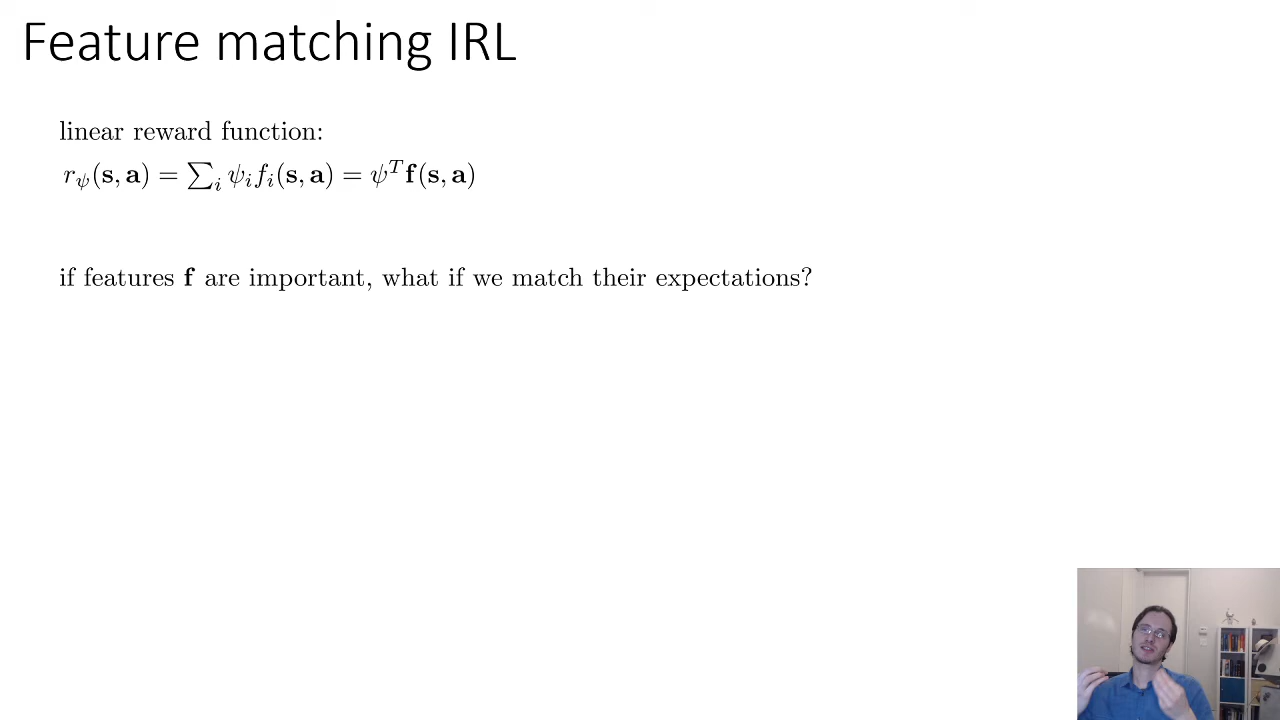 Feature matching IRL
linear reward function:
r_ψ(s, a) = ∑_i ψ_i f_i(s, a) = ψ^T f(s, a)
if features f are important, what if we match their expectations?